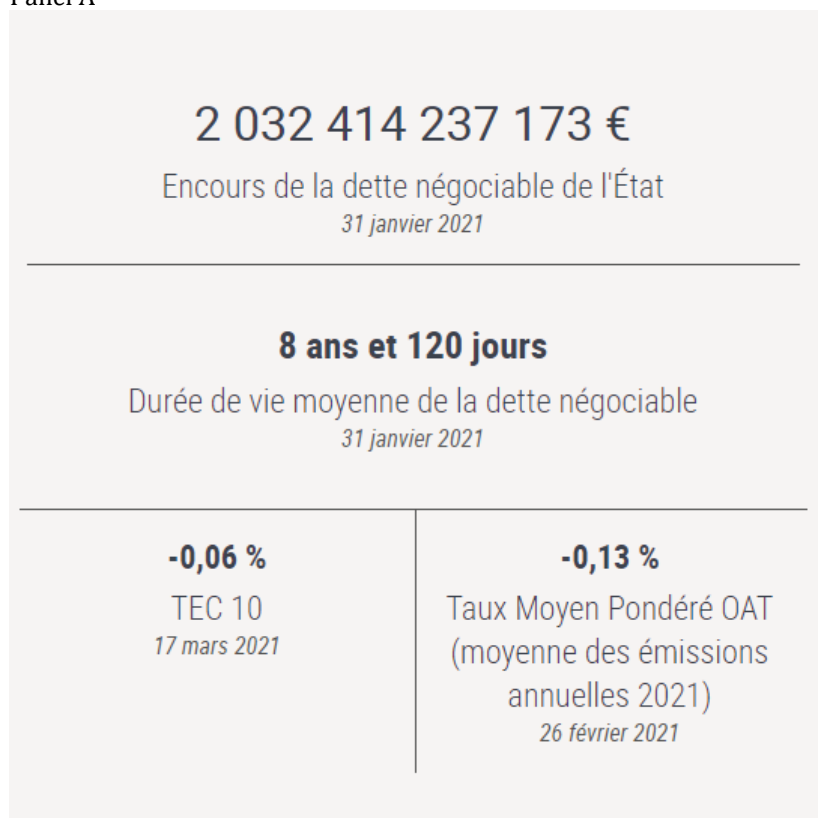 Panel A
2 032 414 237 173 €
Encours de la dette négociable de l'État
31 janvier 2021
8 ans et 120 jours
Durée de vie moyenne de la dette négociable
31 janvier 2021
-0,06 %
TEC 10
17 mars 2021
-0,13 %
Taux Moyen Pondéré OAT
(moyenne des émissions
annuelles 2021)
26 février 2021